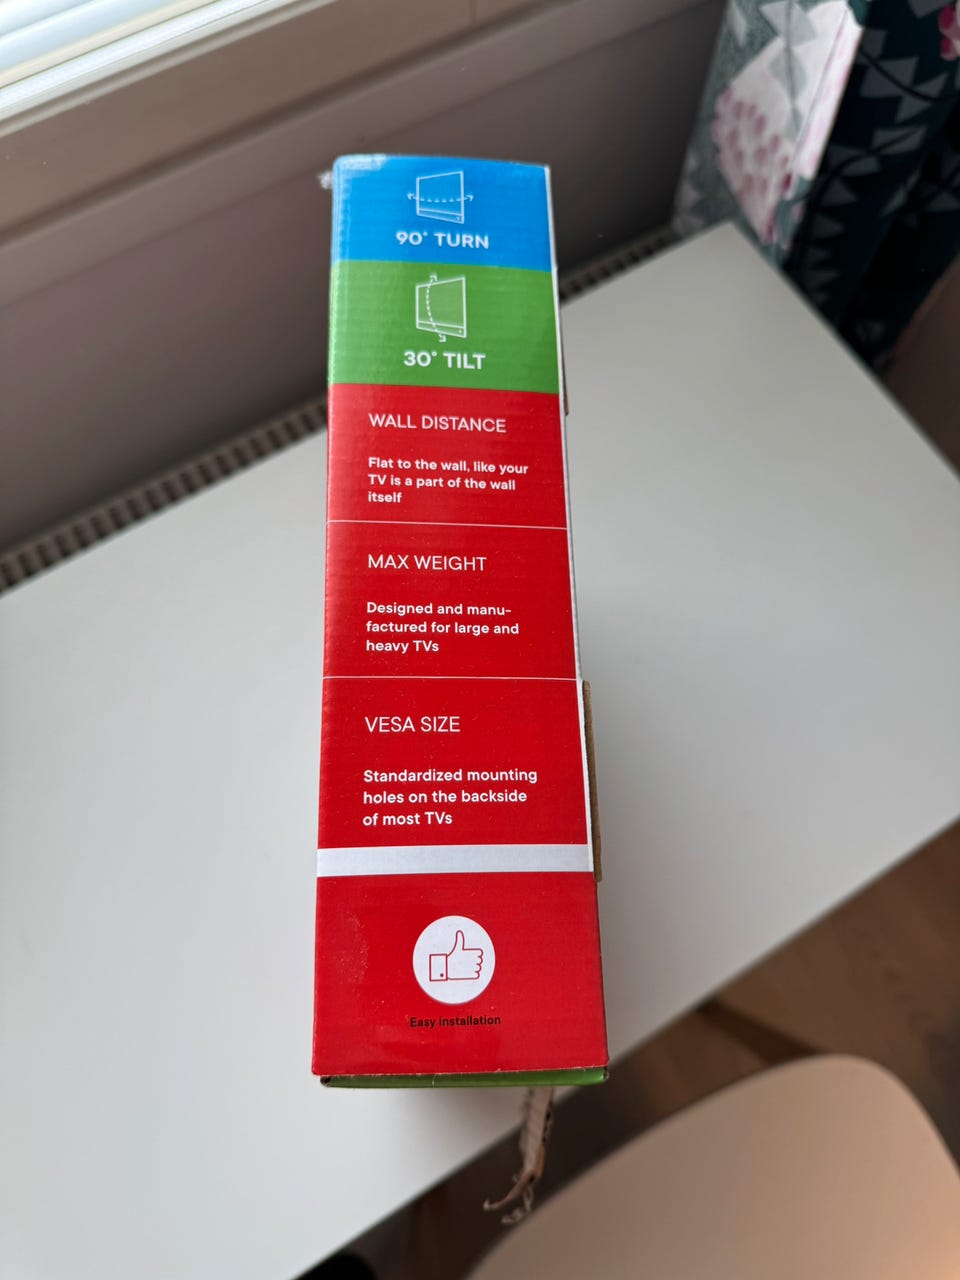 90° TURN
30° TILT
WALL DISTANCE
Flat to the wall, like your
TV is a part of the wall
itself
MAX WEIGHT
Designed and manu-
factured for large and
heavy TVs
VESA SIZE
Standardized mounting
holes on the backside
of most TVs
Easy installation